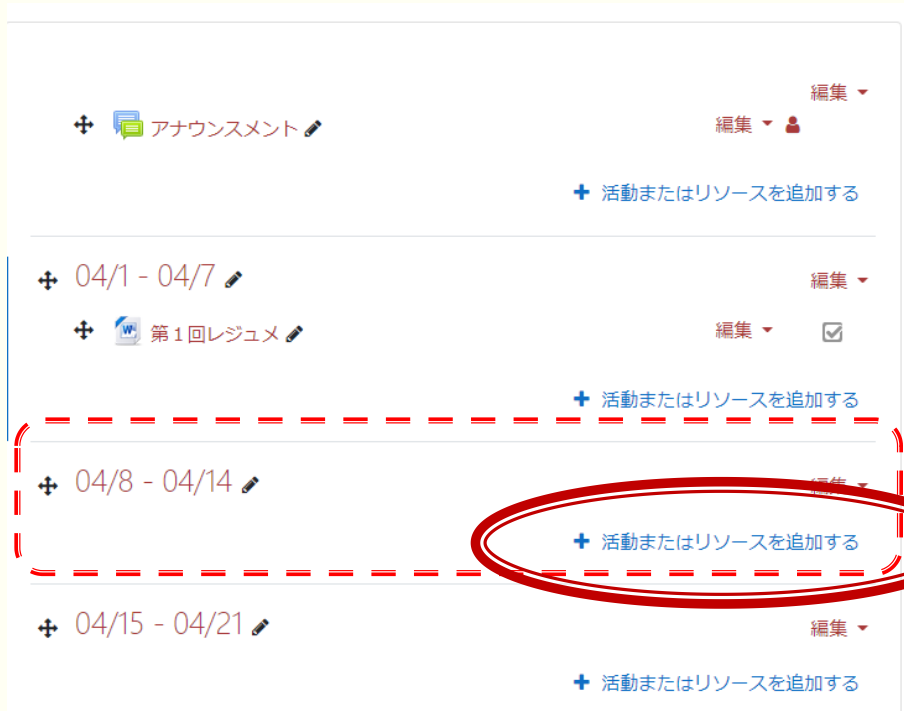 編集
アナウンスメント 編集
活動またはリソースを追加する
04/1 - 04/7 編集
第１回レジュメ 編集
活動またはリソースを追加する
04/8 - 04/14 編集
活動またはリソースを追加する
04/15 - 04/21 編集
活動またはリソースを追加する